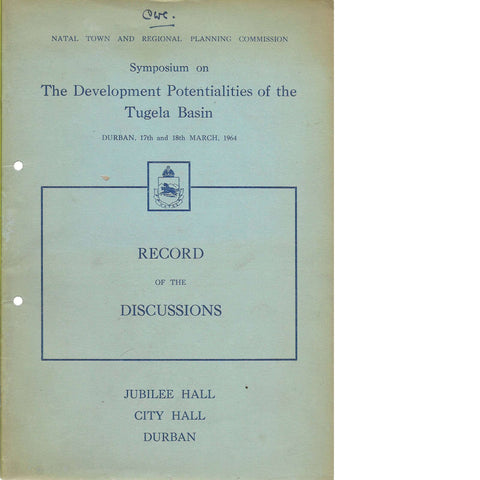 NATAL TOWN AND REGIONAL PLANNING COMMISSION
Symposium on
The Development Potentialities of the
Tugela Basin
DURBAN, 17th and 18th MARCH, 1964
NATAL
RECORD
OF THE
DISCUSSIONS
JUBILEE HALL
CITY HALL
DURBAN